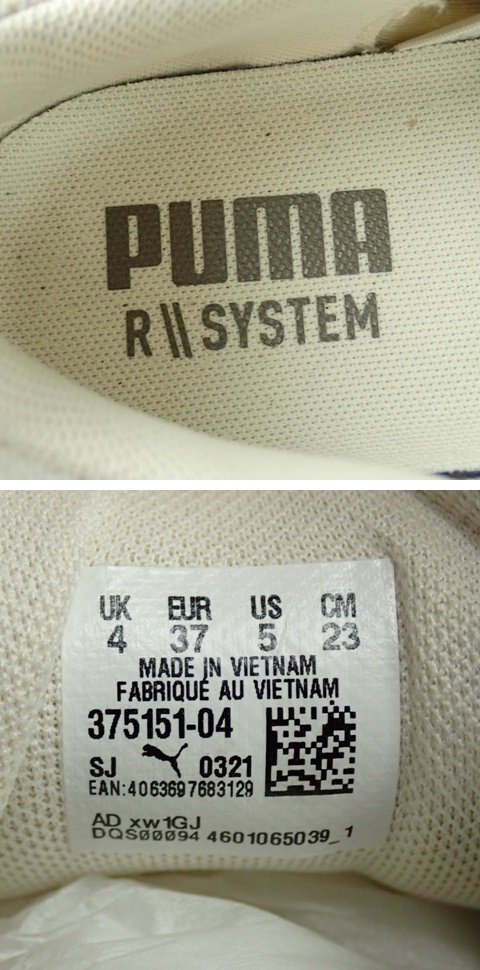 PUMA
R\\SYSTEM
UK EUR US CM
4 37 5 23
MADE IN VIETNAM
FABRIQUÉ AU VIETNAM
375151-04
SJ 0321
EAN:4063697683129
AD xw1GJ
DQS00094 4601065039_1